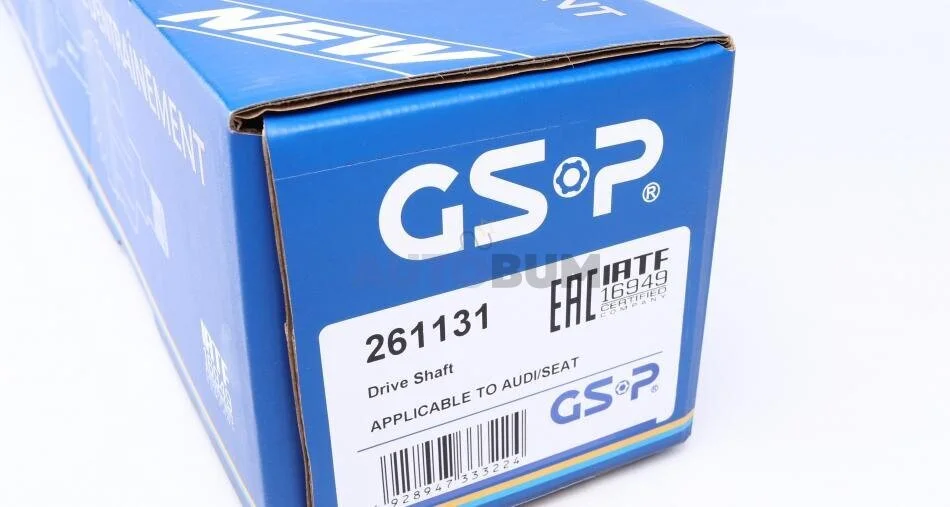 NEW
GSP®
EAC IATF
16949
CERTIFIED
COMPANY
261131
Drive Shaft
APPLICABLE TO AUDI/SEAT
GSP®
928947 333224